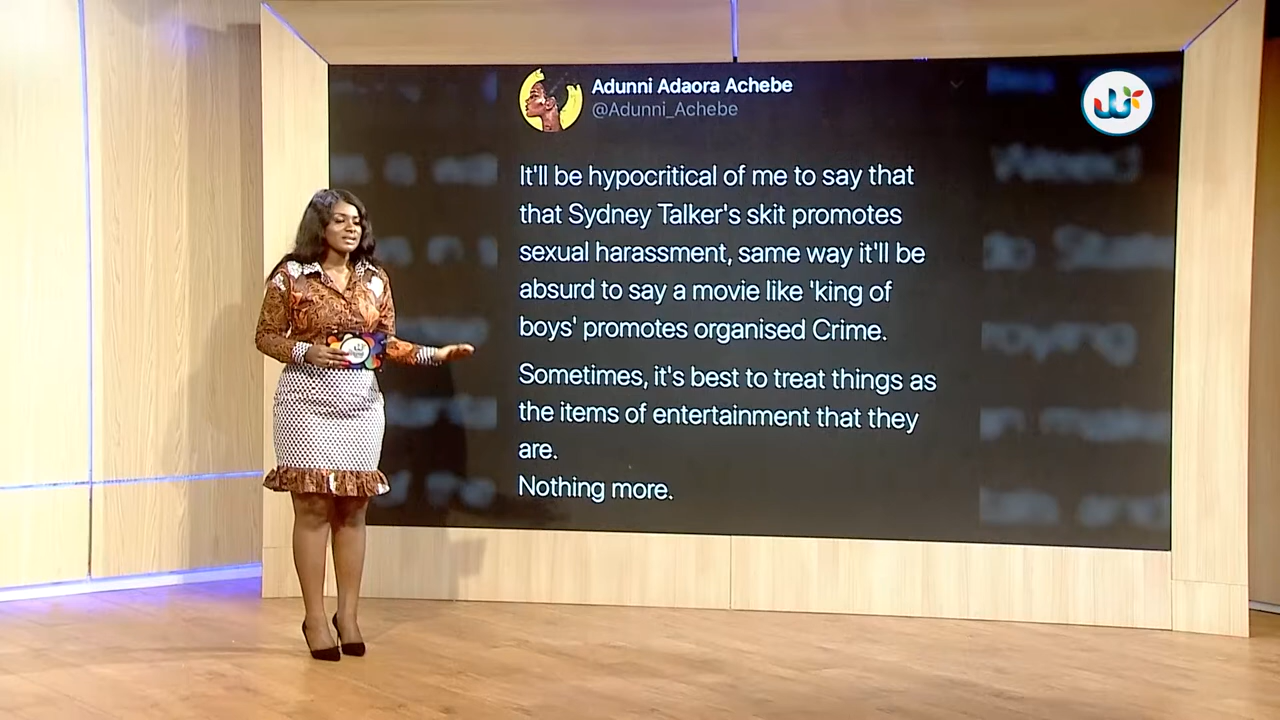 Adunni Adaora Achebe
@Adunni_Achebe
It'll be hypocritical of me to say that
that Sydney Talker's skit promotes
sexual harassment, same way it'll be
absurd to say a movie like 'king of
boys' promotes organised Crime.
Sometimes, it's best to treat things as
the items of entertainment that they
are.
Nothing more.